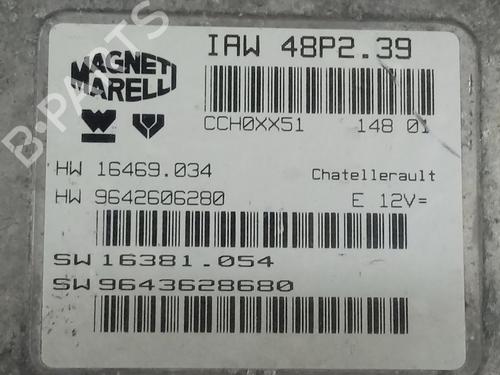 IAW 48P2.39
MAGNETI
MARELLI
CCH0XX51 148 01
HW 16469.034 Chatellerault
HW 9642606280 E 12V=
SW 16381.054
SW 9643628680
B-PARTS